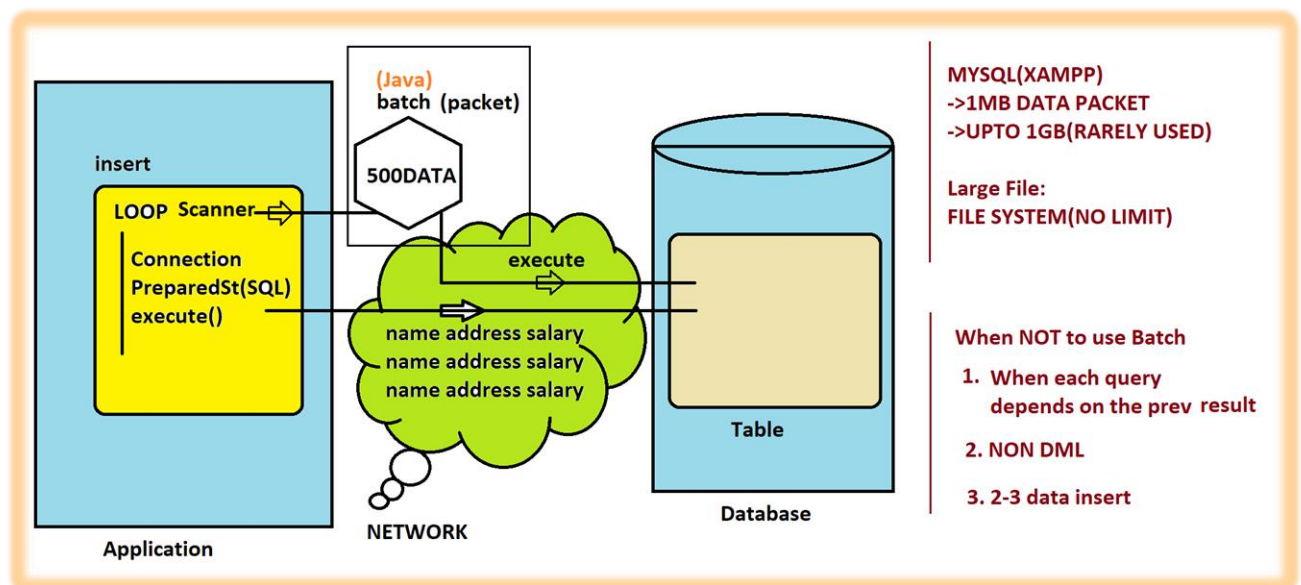 (Java)
batch (packet)
500DATA
insert
LOOP Scanner
Connection
PreparedSt(SQL)
execute()
execute
name address salary
name address salary
name address salary
NETWORK
Application
Table
Database
MYSQL(XAMPP)
->1MB DATA PACKET
->UPTO 1GB(RARELY USED)
Large File:
FILE SYSTEM(NO LIMIT)
When NOT to use Batch
1. When each query
depends on the prev result
2. NON DML
3. 2-3 data insert